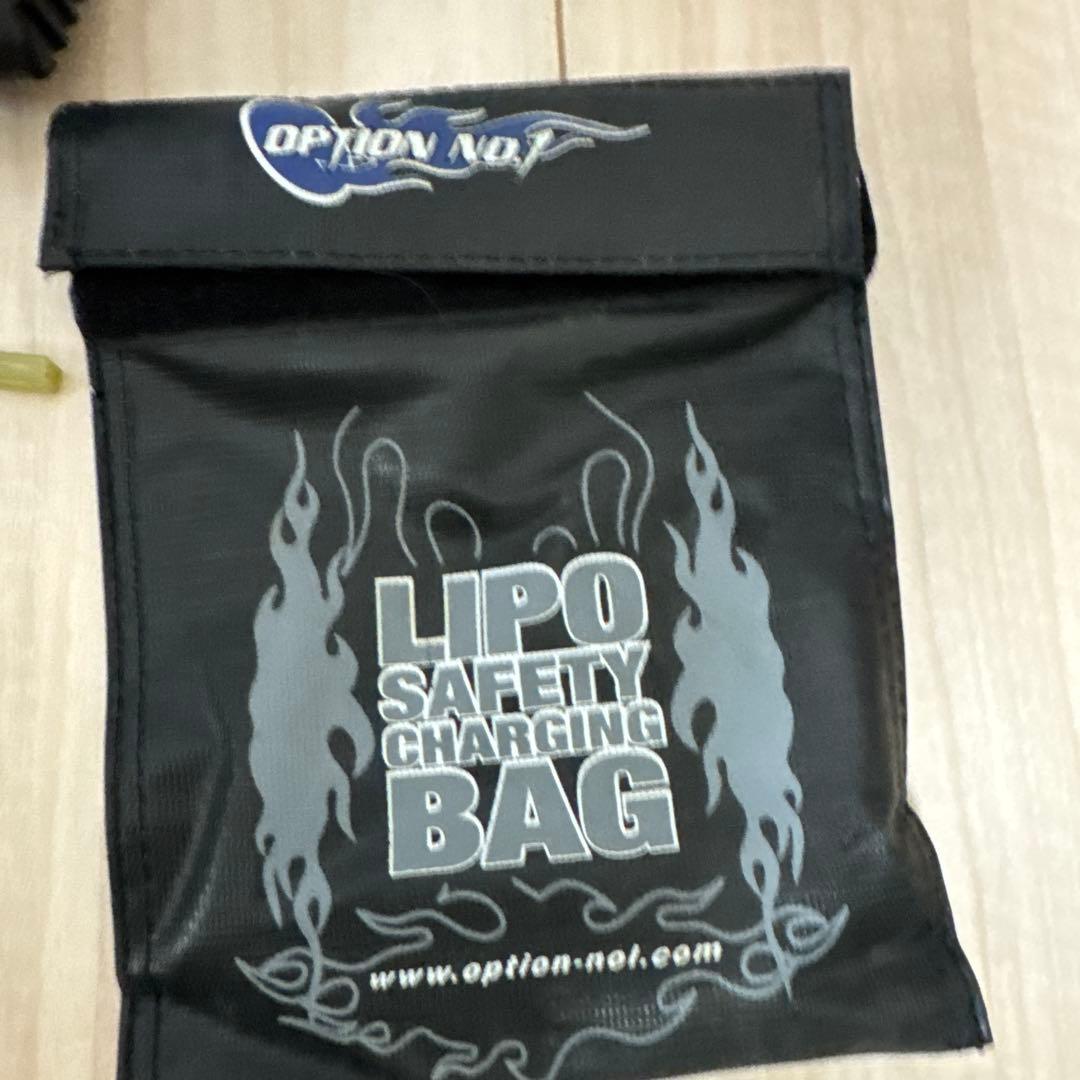 OPTION NO.1
LIPO
SAFETY
CHARGING
BAG
www.option-no1.com